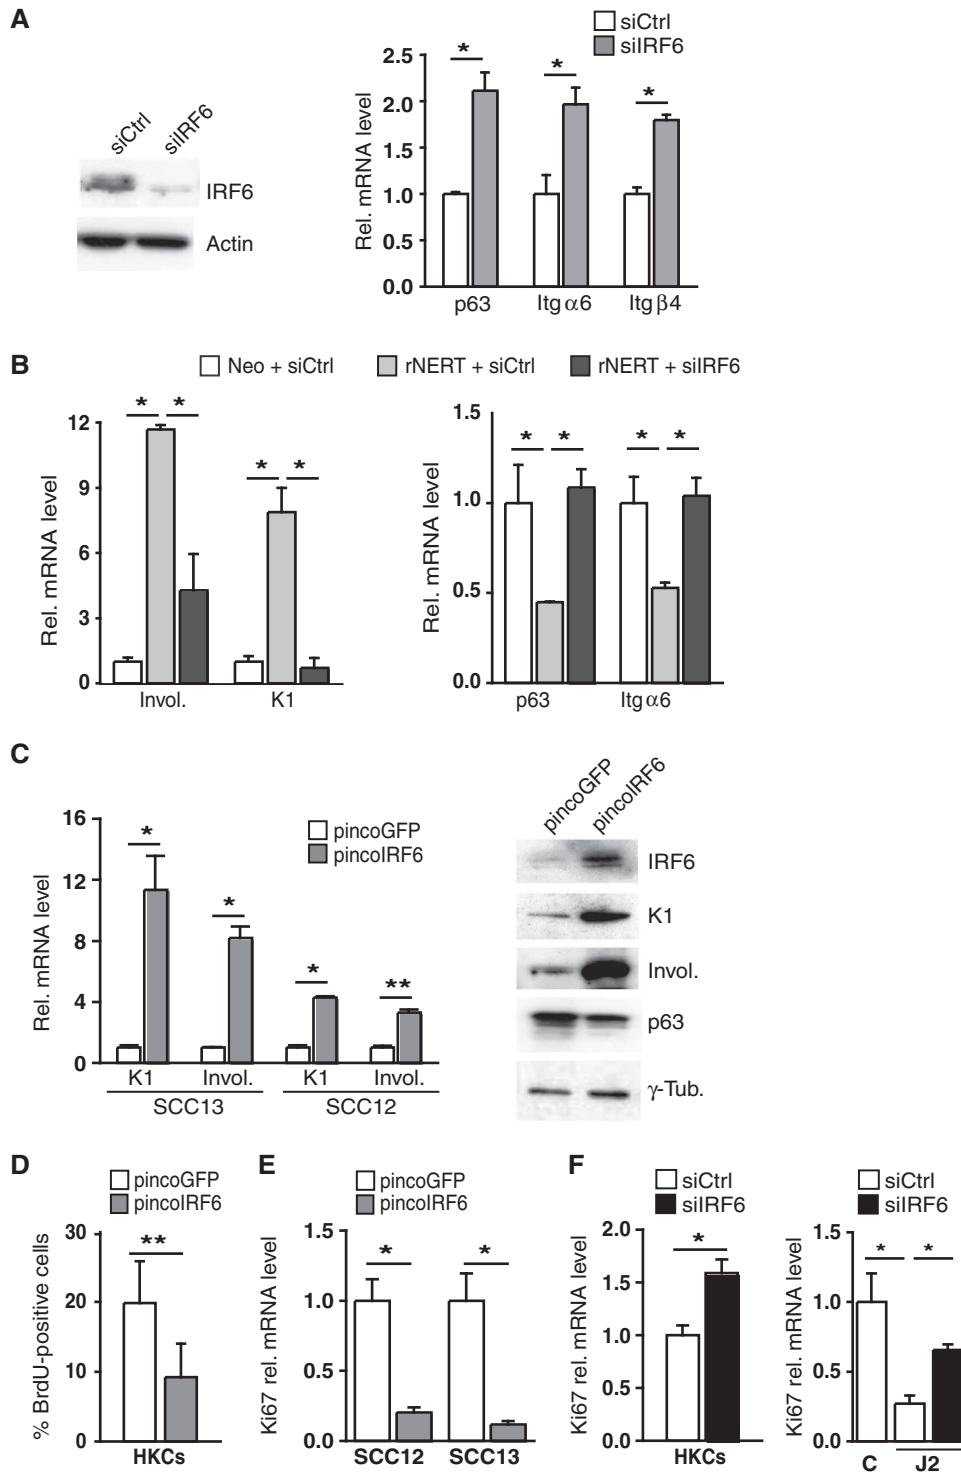 A
siCtrl
siIRF6
siCtrl
siIRF6
IRF6
Actin
Rel. mRNA level
2.5
2.0
1.5
1.0
0.5
0.0
*
*
*
p63
Itg α6
Itg β4
B
Neo + siCtrl
rNERT + siCtrl
rNERT + siIRF6
Rel. mRNA level
12
9
6
3
0
* *
* *
Invol.
K1
Rel. mRNA level
1.5
1.0
0.5
0.0
* *
* *
p63
Itg α6
C
pincoGFP
pincoIRF6
Rel. mRNA level
16
12
8
4
0
*
*
*
**
K1
Invol.
K1
Invol.
SCC13
SCC12
pincoGFP
pincoIRF6
IRF6
K1
Invol.
p63
γ-Tub.
D
pincoGFP
pincoIRF6
% BrdU-positive cells
30
20
10
0
**
HKCs
E
pincoGFP
pincoIRF6
Ki67 rel. mRNA level
1.5
1.0
0.5
0.0
*
*
SCC12
SCC13
F
siCtrl
siIRF6
Ki67 rel. mRNA level
2.0
1.5
1.0
0.5
0.0
*
HKCs
siCtrl
siIRF6
Ki67 rel. mRNA level
1.5
1.0
0.5
0.0
*
*
C
J2